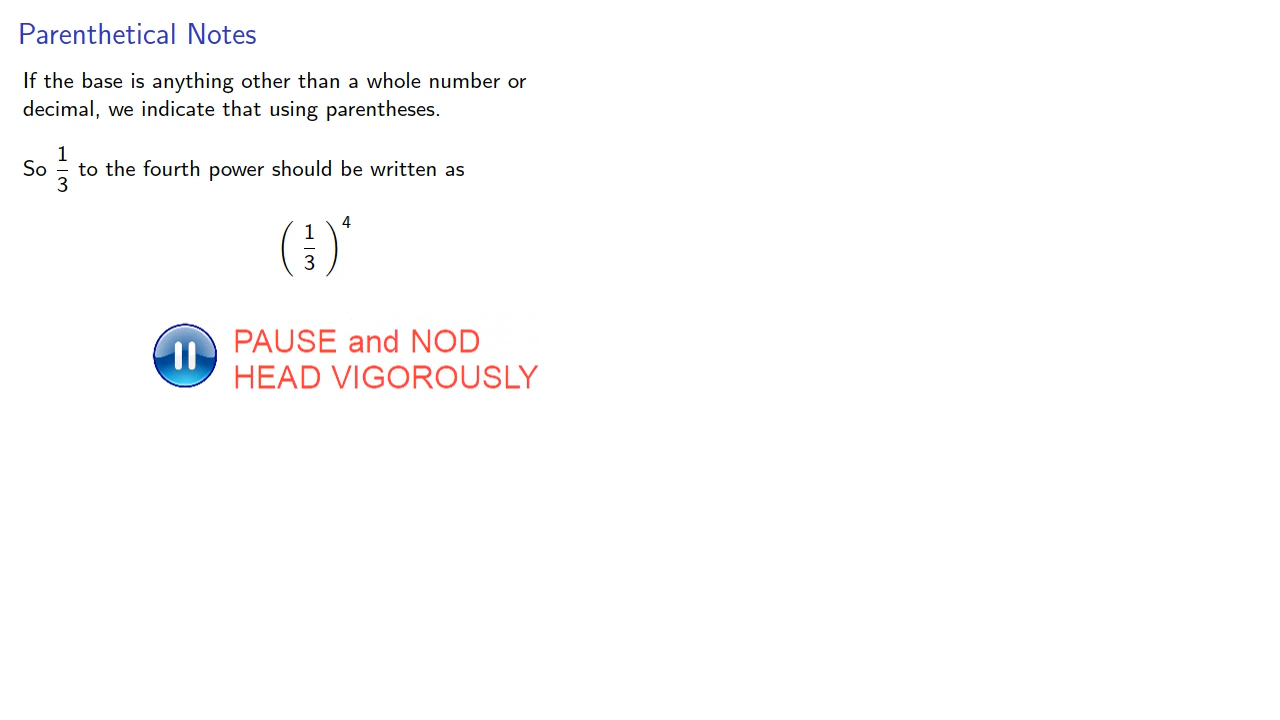 Parenthetical Notes
If the base is anything other than a whole number or
decimal, we indicate that using parentheses.
So 1/3 to the fourth power should be written as
(1/3)^4
PAUSE and NOD
HEAD VIGOROUSLY